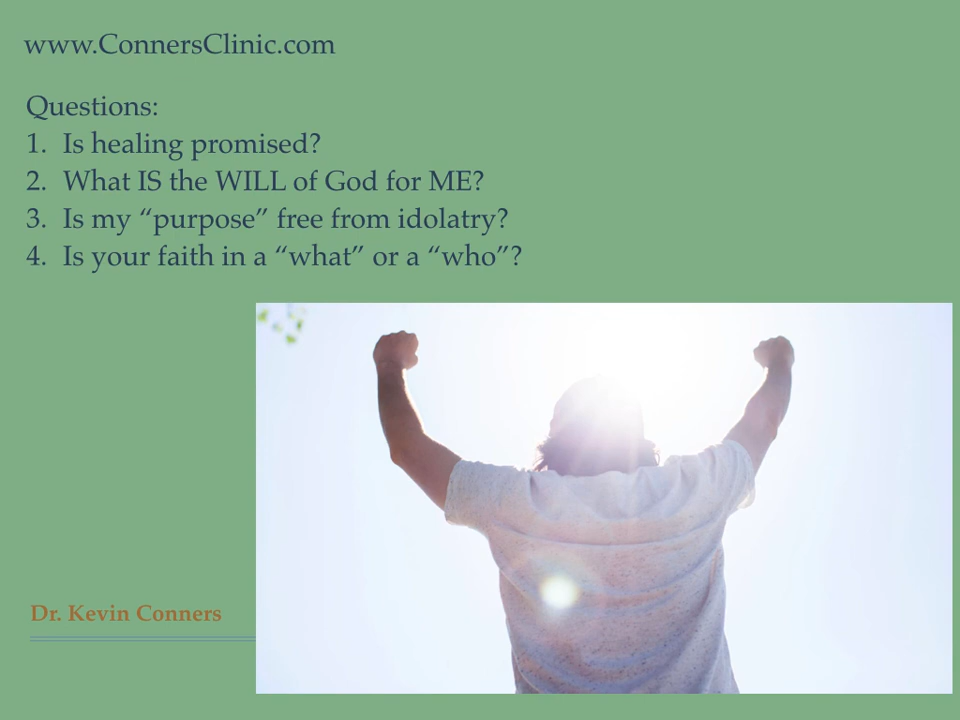 www.ConnersClinic.com
Questions:
1. Is healing promised?
2. What IS the WILL of God for ME?
3. Is my “purpose” free from idolatry?
4. Is your faith in a “what” or a “who”?
Dr. Kevin Conners